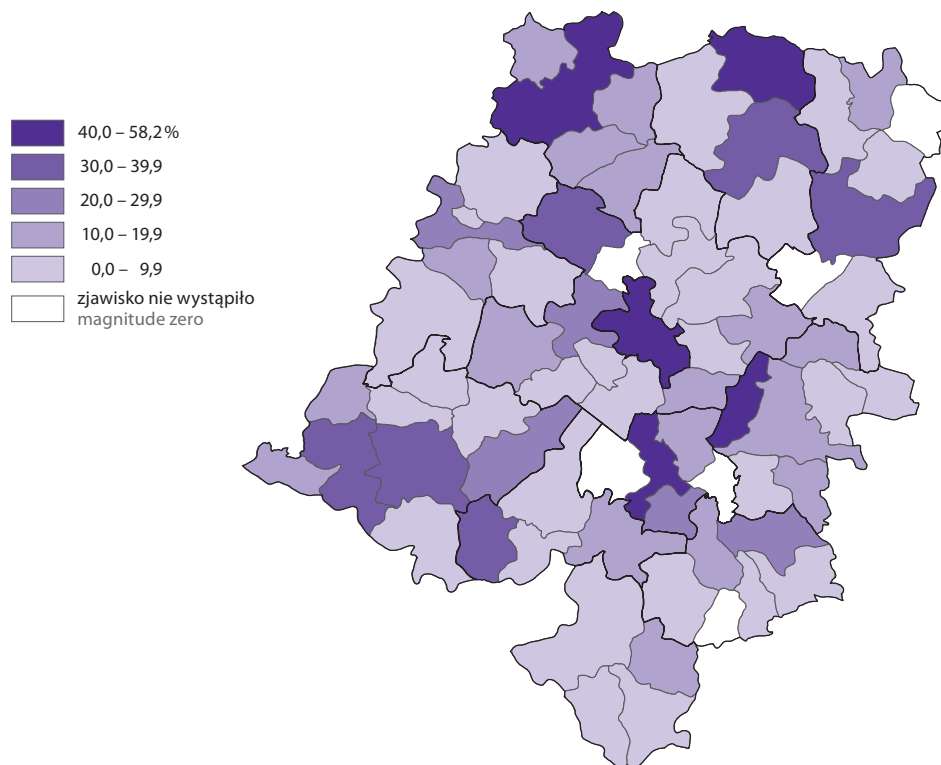 40,0 – 58,2 %
30,0 – 39,9
20,0 – 29,9
10,0 – 19,9
0,0 – 9,9
zjawisko nie wystąpiło
magnitude zero